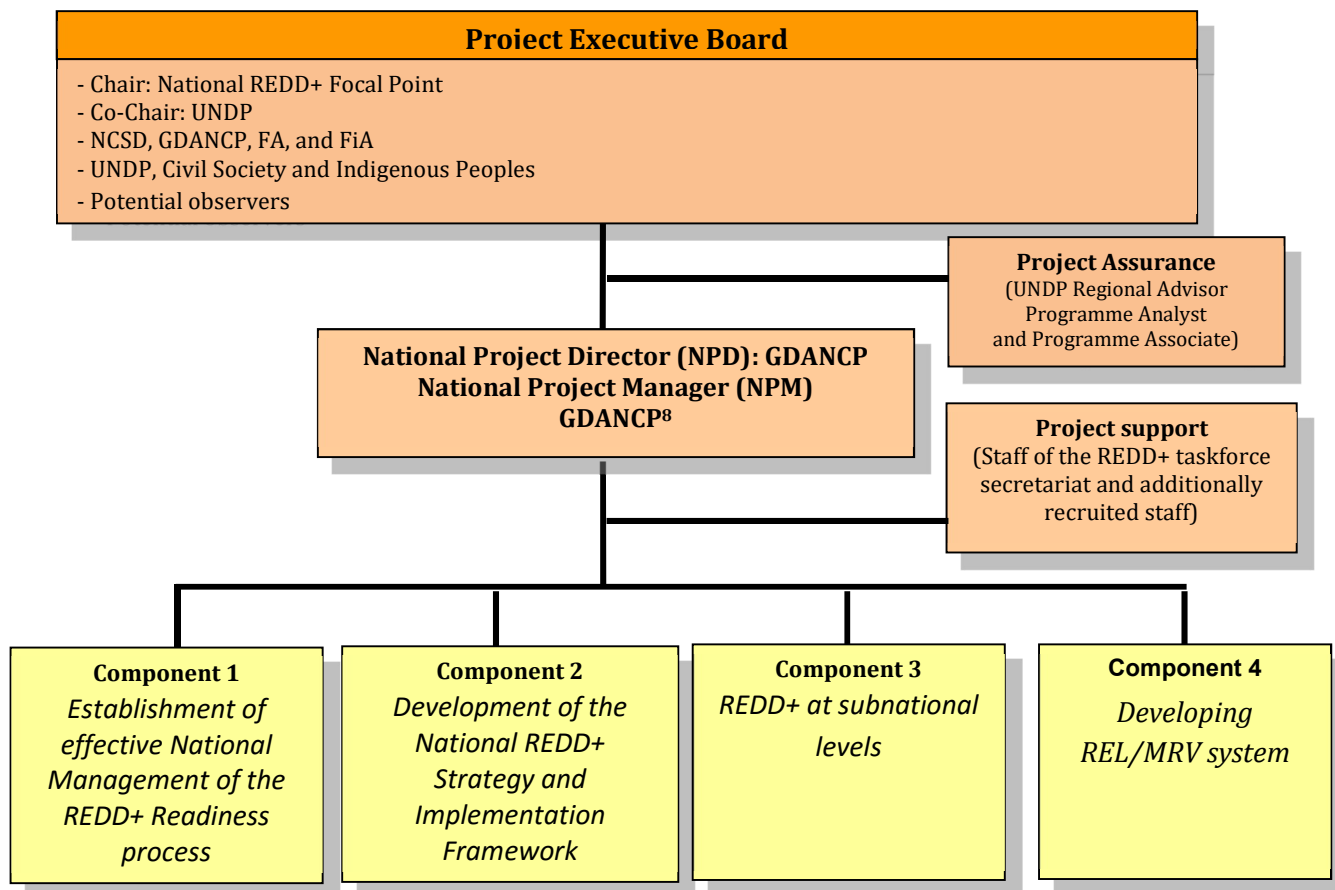 Project Executive Board
- Chair: National REDD+ Focal Point
- Co-Chair: UNDP
- NCSD, GDANCP, FA, and FiA
- UNDP, Civil Society and Indigenous Peoples
- Potential observers
Project Assurance
(UNDP Regional Advisor
Programme Analyst
and Programme Associate)
National Project Director (NPD): GDANCP
National Project Manager (NPM)
GDANCP⁸
Project support
(Staff of the REDD+ taskforce
secretariat and additionally
recruited staff)
Component 1
Establishment of
effective National
Management of the
REDD+ Readiness
process
Component 2
Development of the
National REDD+
Strategy and
Implementation
Framework
Component 3
REDD+ at subnational
levels
Component 4
Developing
REL/MRV system